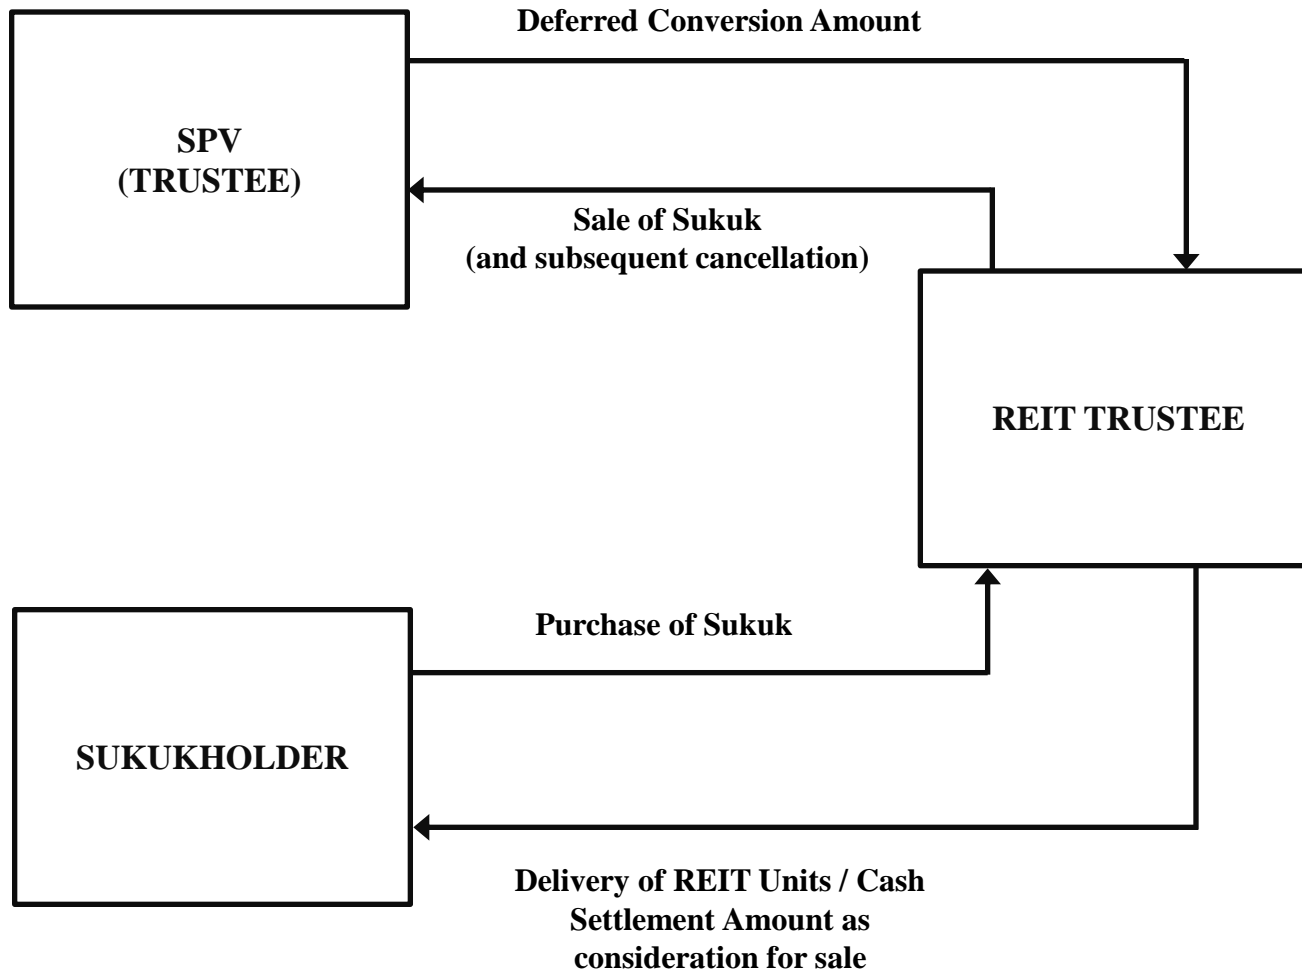 Deferred Conversion Amount
SPV
(TRUSTEE)
Sale of Sukuk
(and subsequent cancellation)
REIT TRUSTEE
Purchase of Sukuk
SUKUKHOLDER
Delivery of REIT Units / Cash
Settlement Amount as
consideration for sale